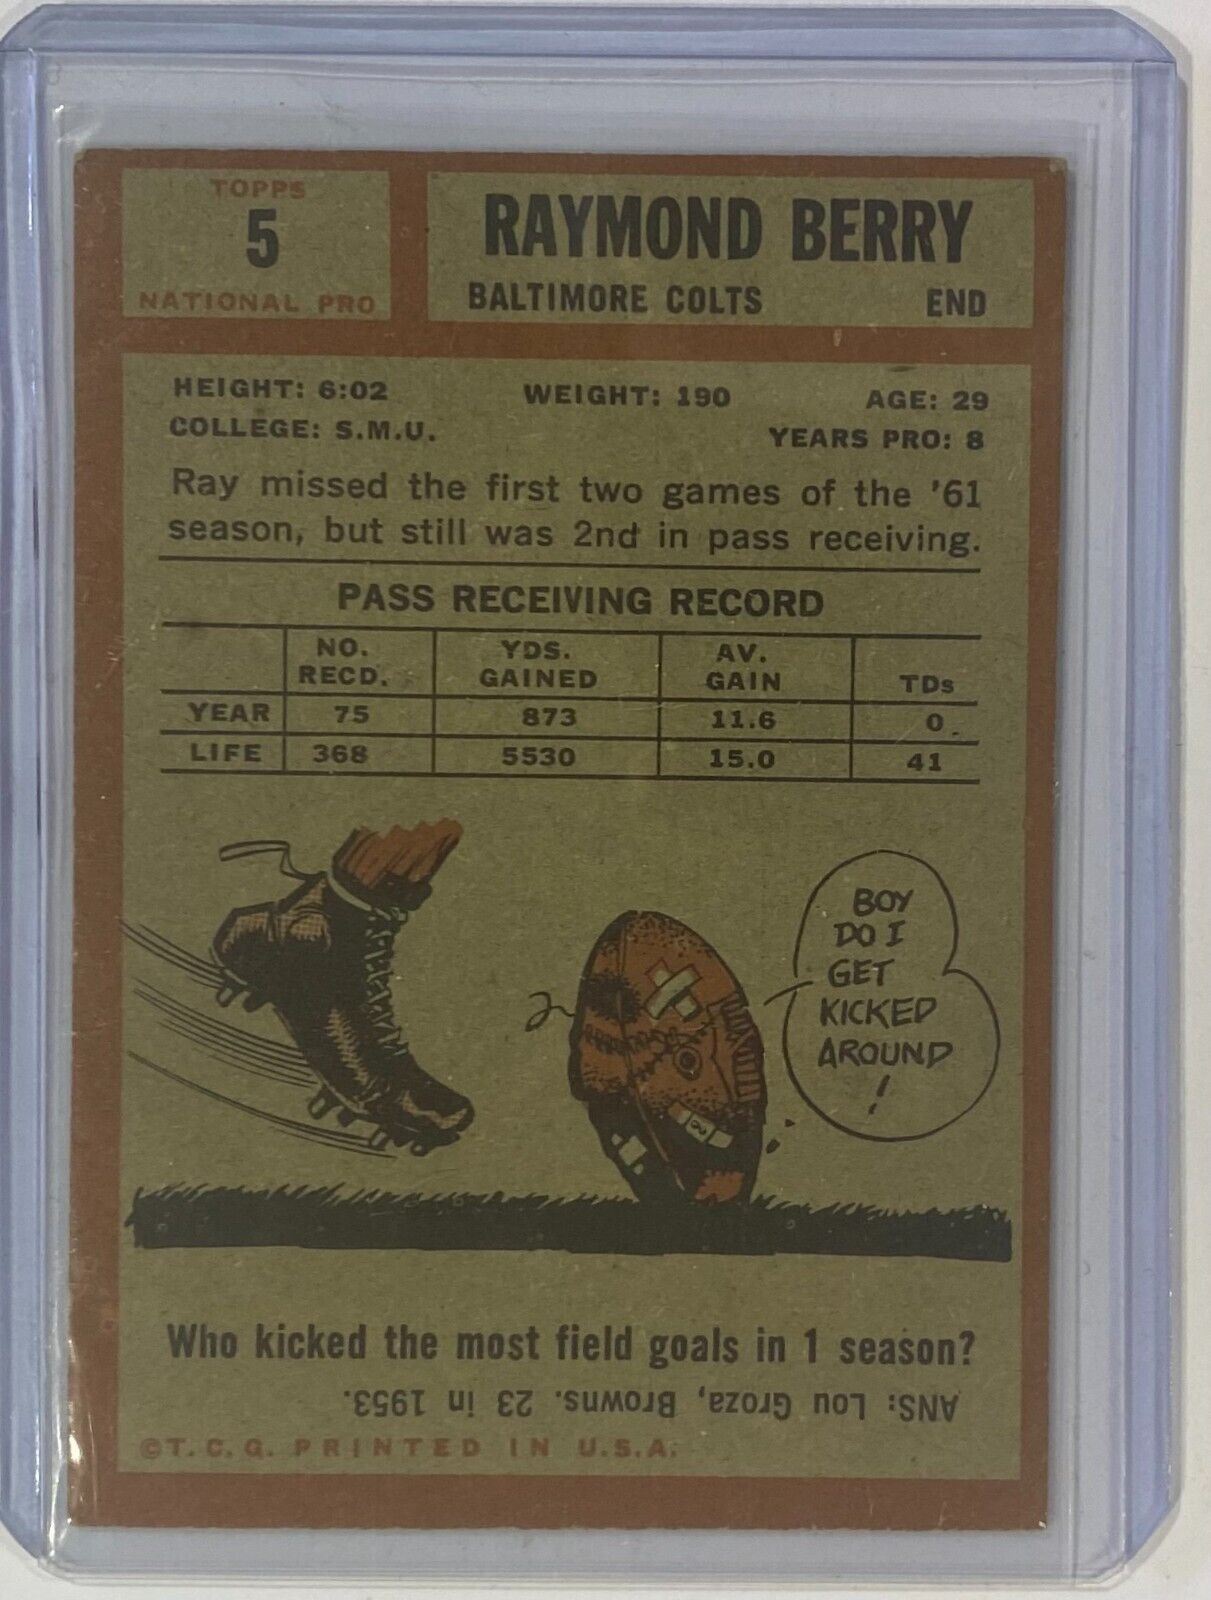 TOPPS
5
NATIONAL PRO
RAYMOND BERRY
BALTIMORE COLTS END
HEIGHT: 6:02 WEIGHT: 190 AGE: 29
COLLEGE: S.M.U. YEARS PRO: 8
Ray missed the first two games of the '61
season, but still was 2nd in pass receiving.
PASS RECEIVING RECORD
NO. RECD. YDS. GAINED AV. GAIN TDs
YEAR 75 873 11.6 0
LIFE 368 5530 15.0 41
BOY
DO I
GET
KICKED
AROUND
!
Who kicked the most field goals in 1 season?
ANS: Lou Groza, Browns. 23 in 1953.
©T.C.G. PRINTED IN U.S.A.